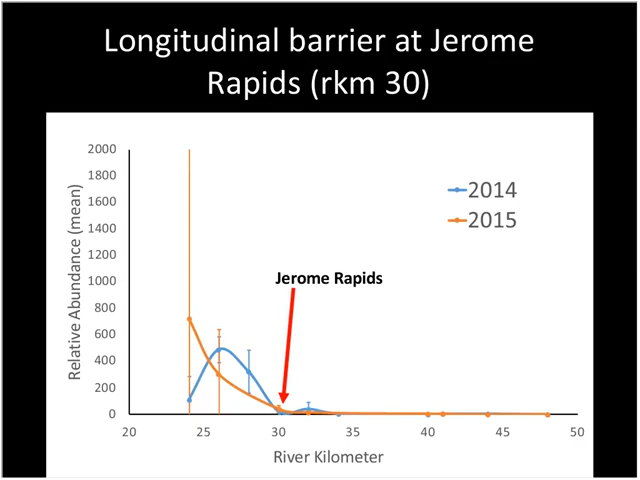 Longitudinal barrier at Jerome
Rapids (rkm 30)
2000
1800
1600
1400
1200
1000
800
600
400
200
0
Relative Abundance (mean)
2014
2015
Jerome Rapids
20 25 30 35 40 45 50
River Kilometer